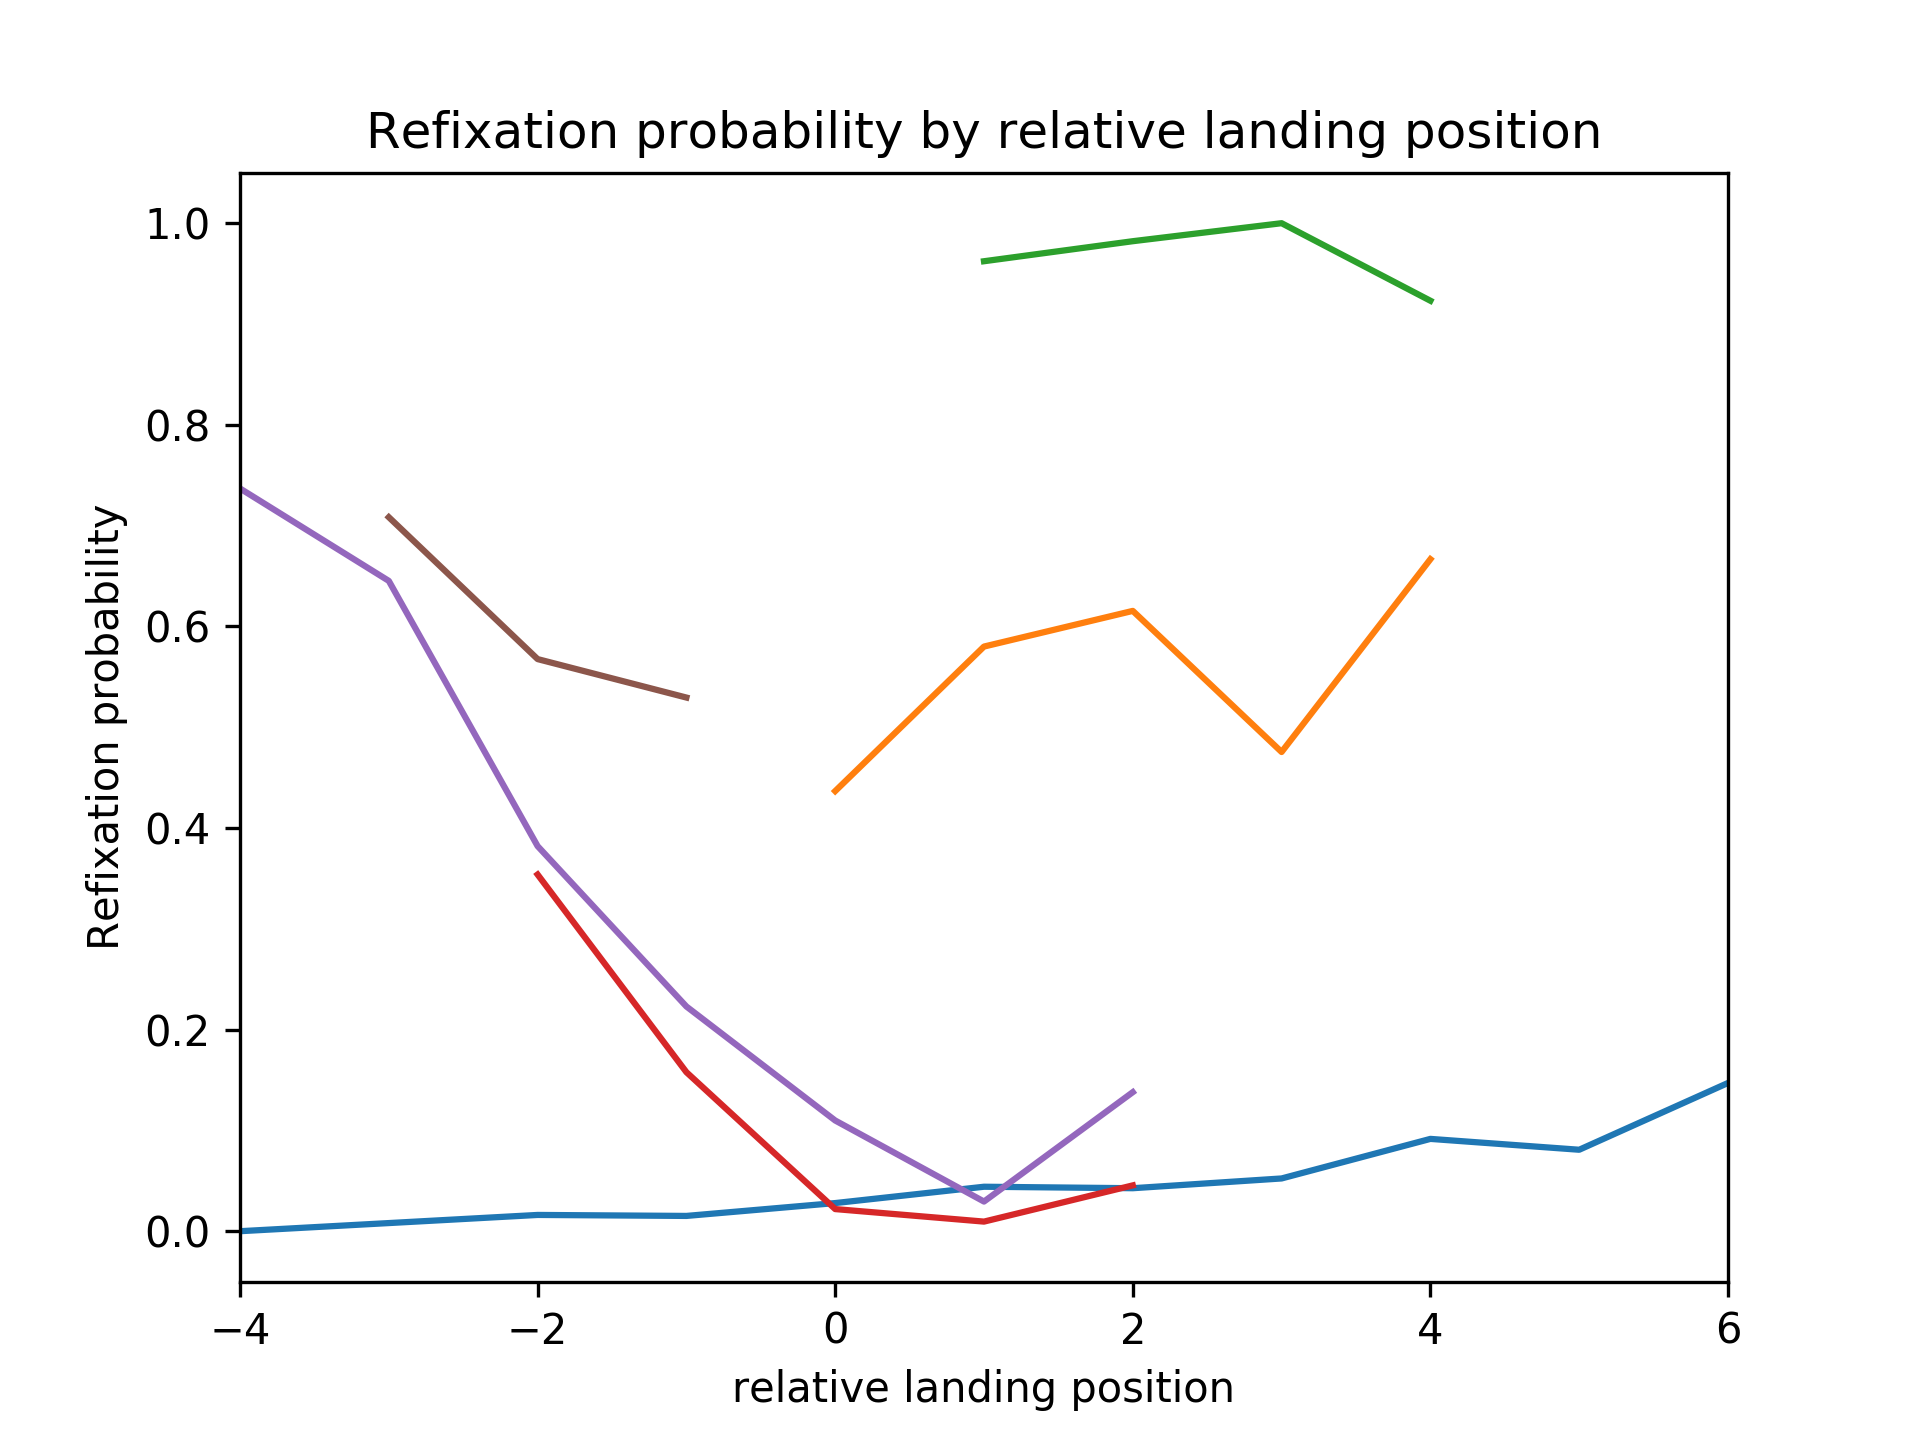 Refixation probability by relative landing position
1.0
0.8
0.6
0.4
0.2
0.0
Refixation probability
−4 −2 0 2 4 6
relative landing position